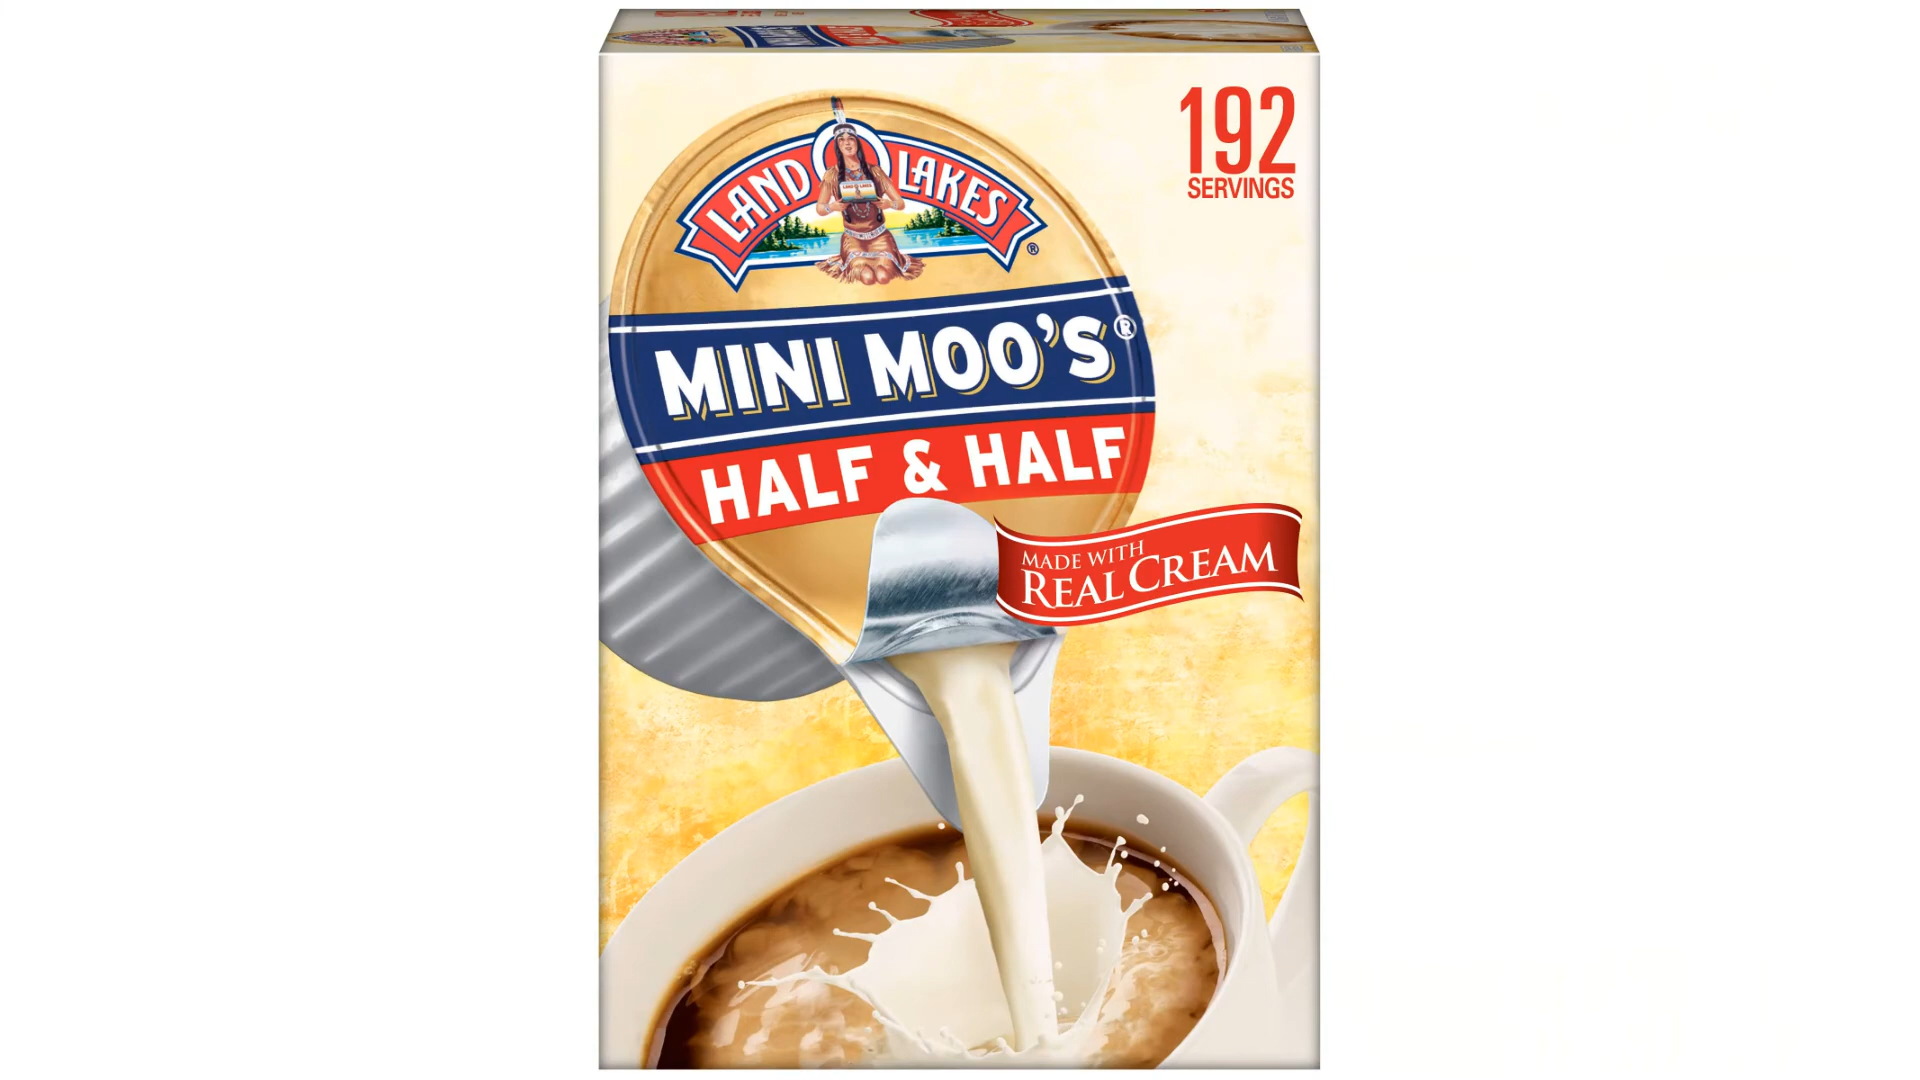 192
SERVINGS
LAND O LAKES®
MINI MOO'S®
HALF & HALF
MADE WITH
REAL CREAM